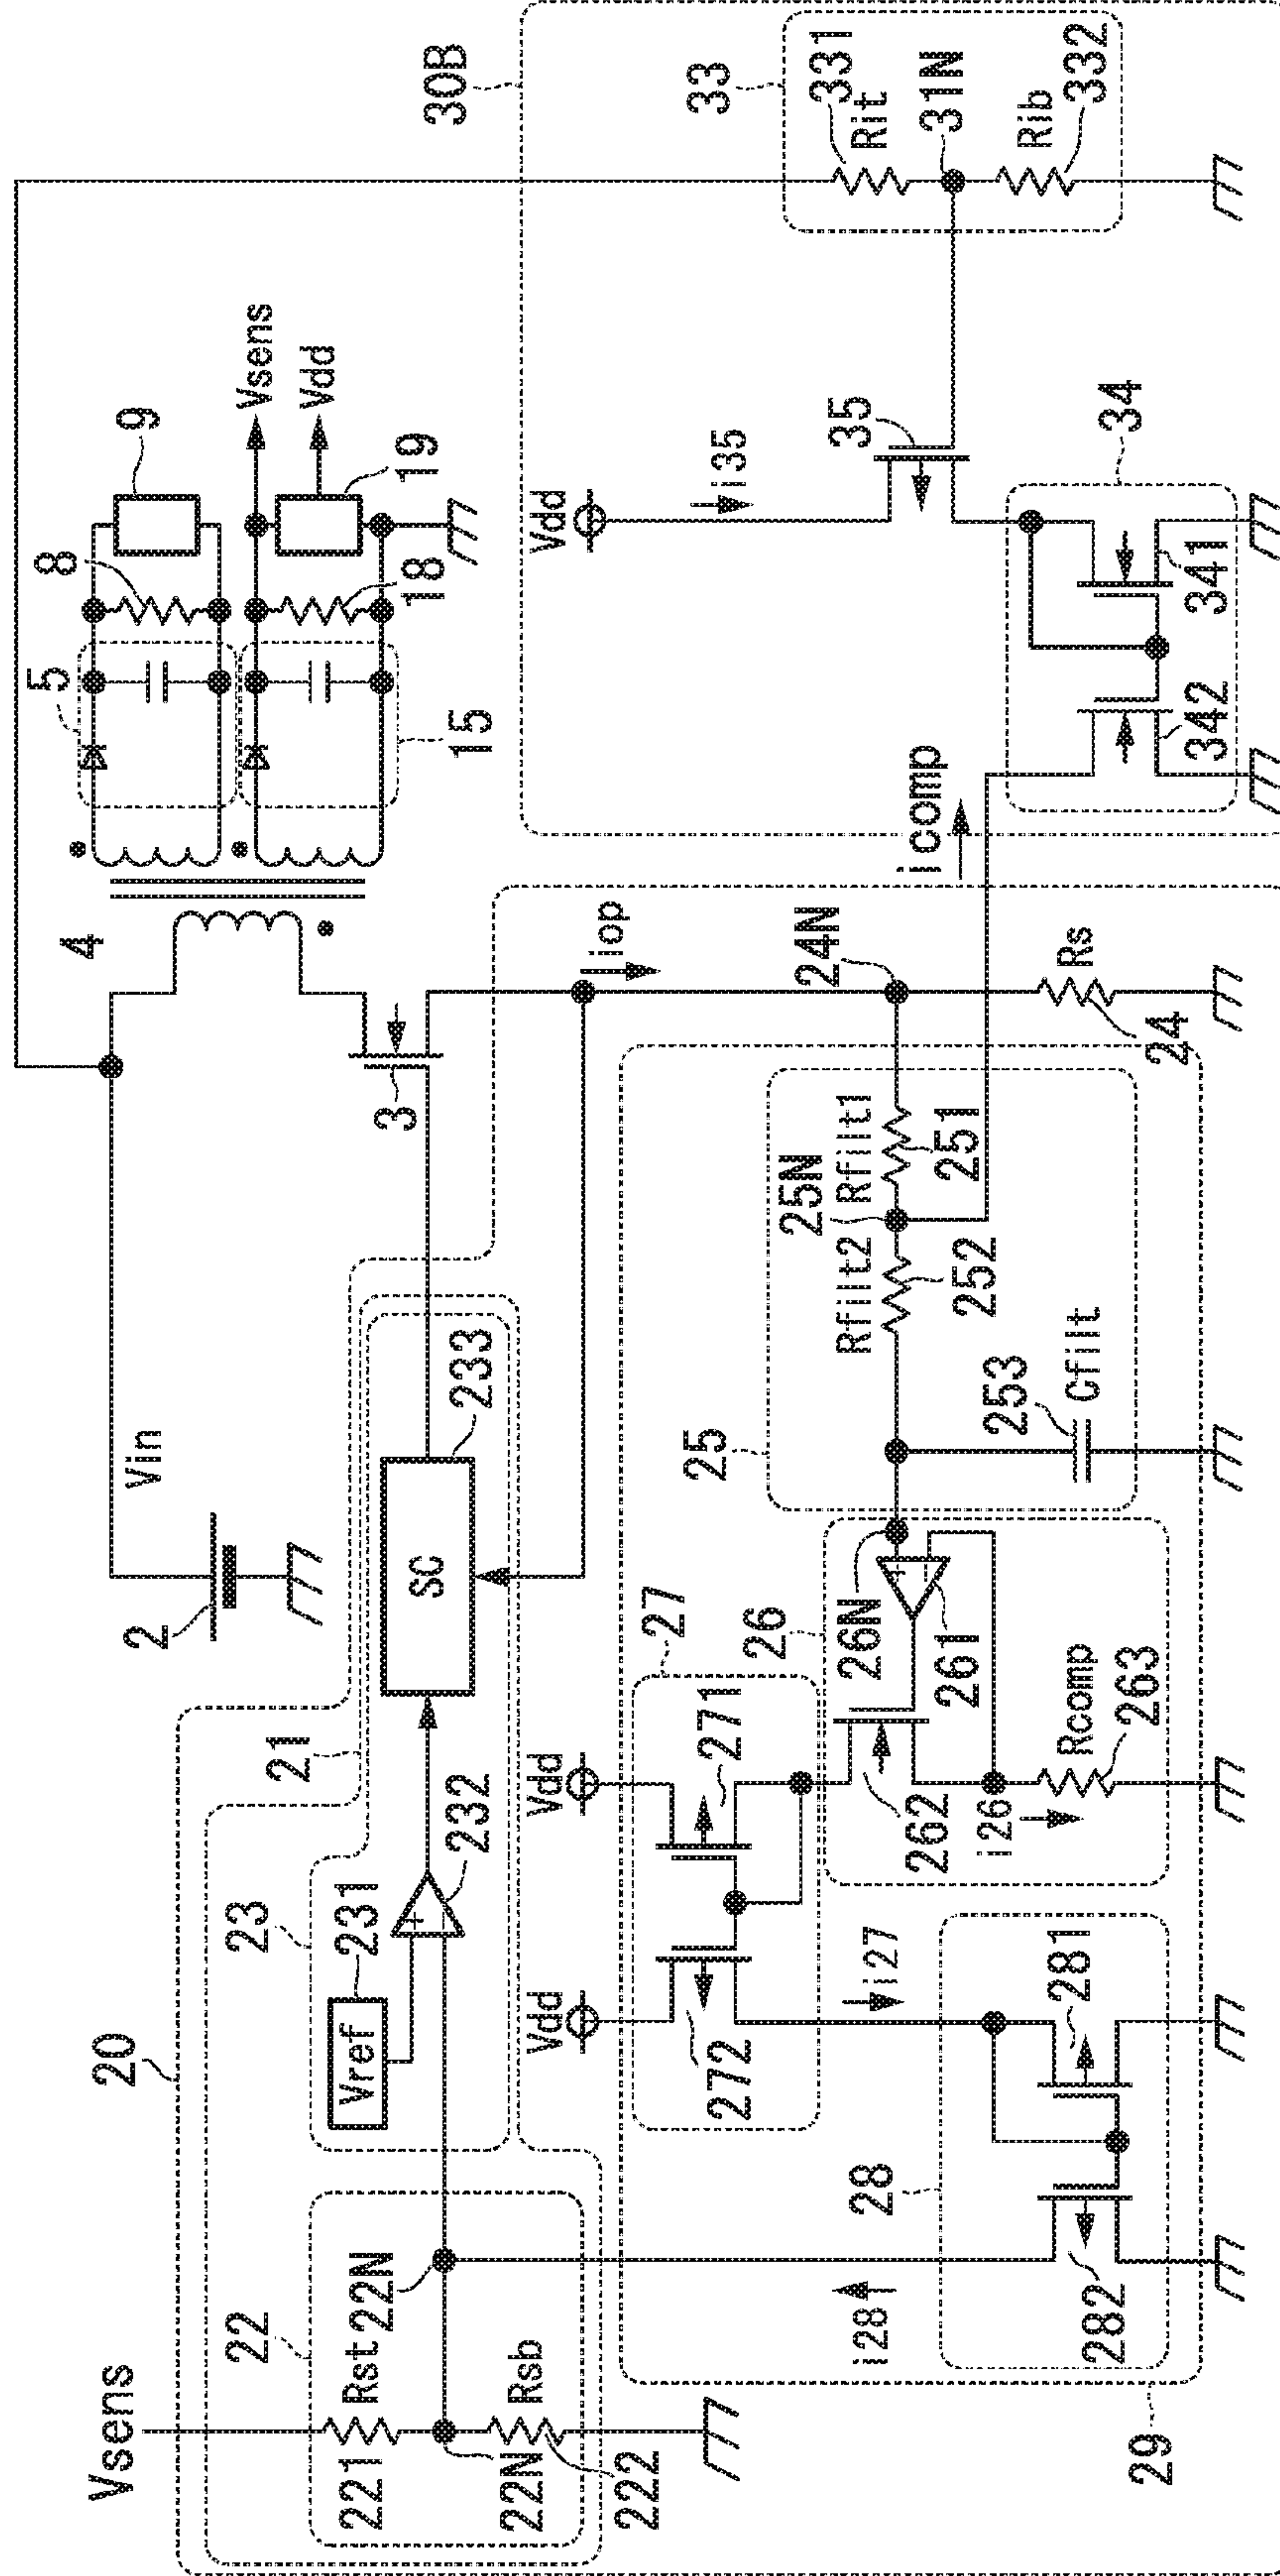 Vsens
22
Rst
221
22N
22N
Rsb
222
20
23
231
Vref
+
−
232
21
SC
233
2
Vin
3
4
5
8
9
15
18
19
Vsens
Vdd
iop
24N
Rs
24
icomp
30B
33
331
Rit
31N
Rib
332
Vdd
i35
35
34
341
342
25
25N
Rfilt1
251
Rfilt2
252
253
Cfilt
26
26N
+
−
261
262
i26
Rcomp
263
27
Vdd
271
Vdd
272
i27
28
281
282
i28
29